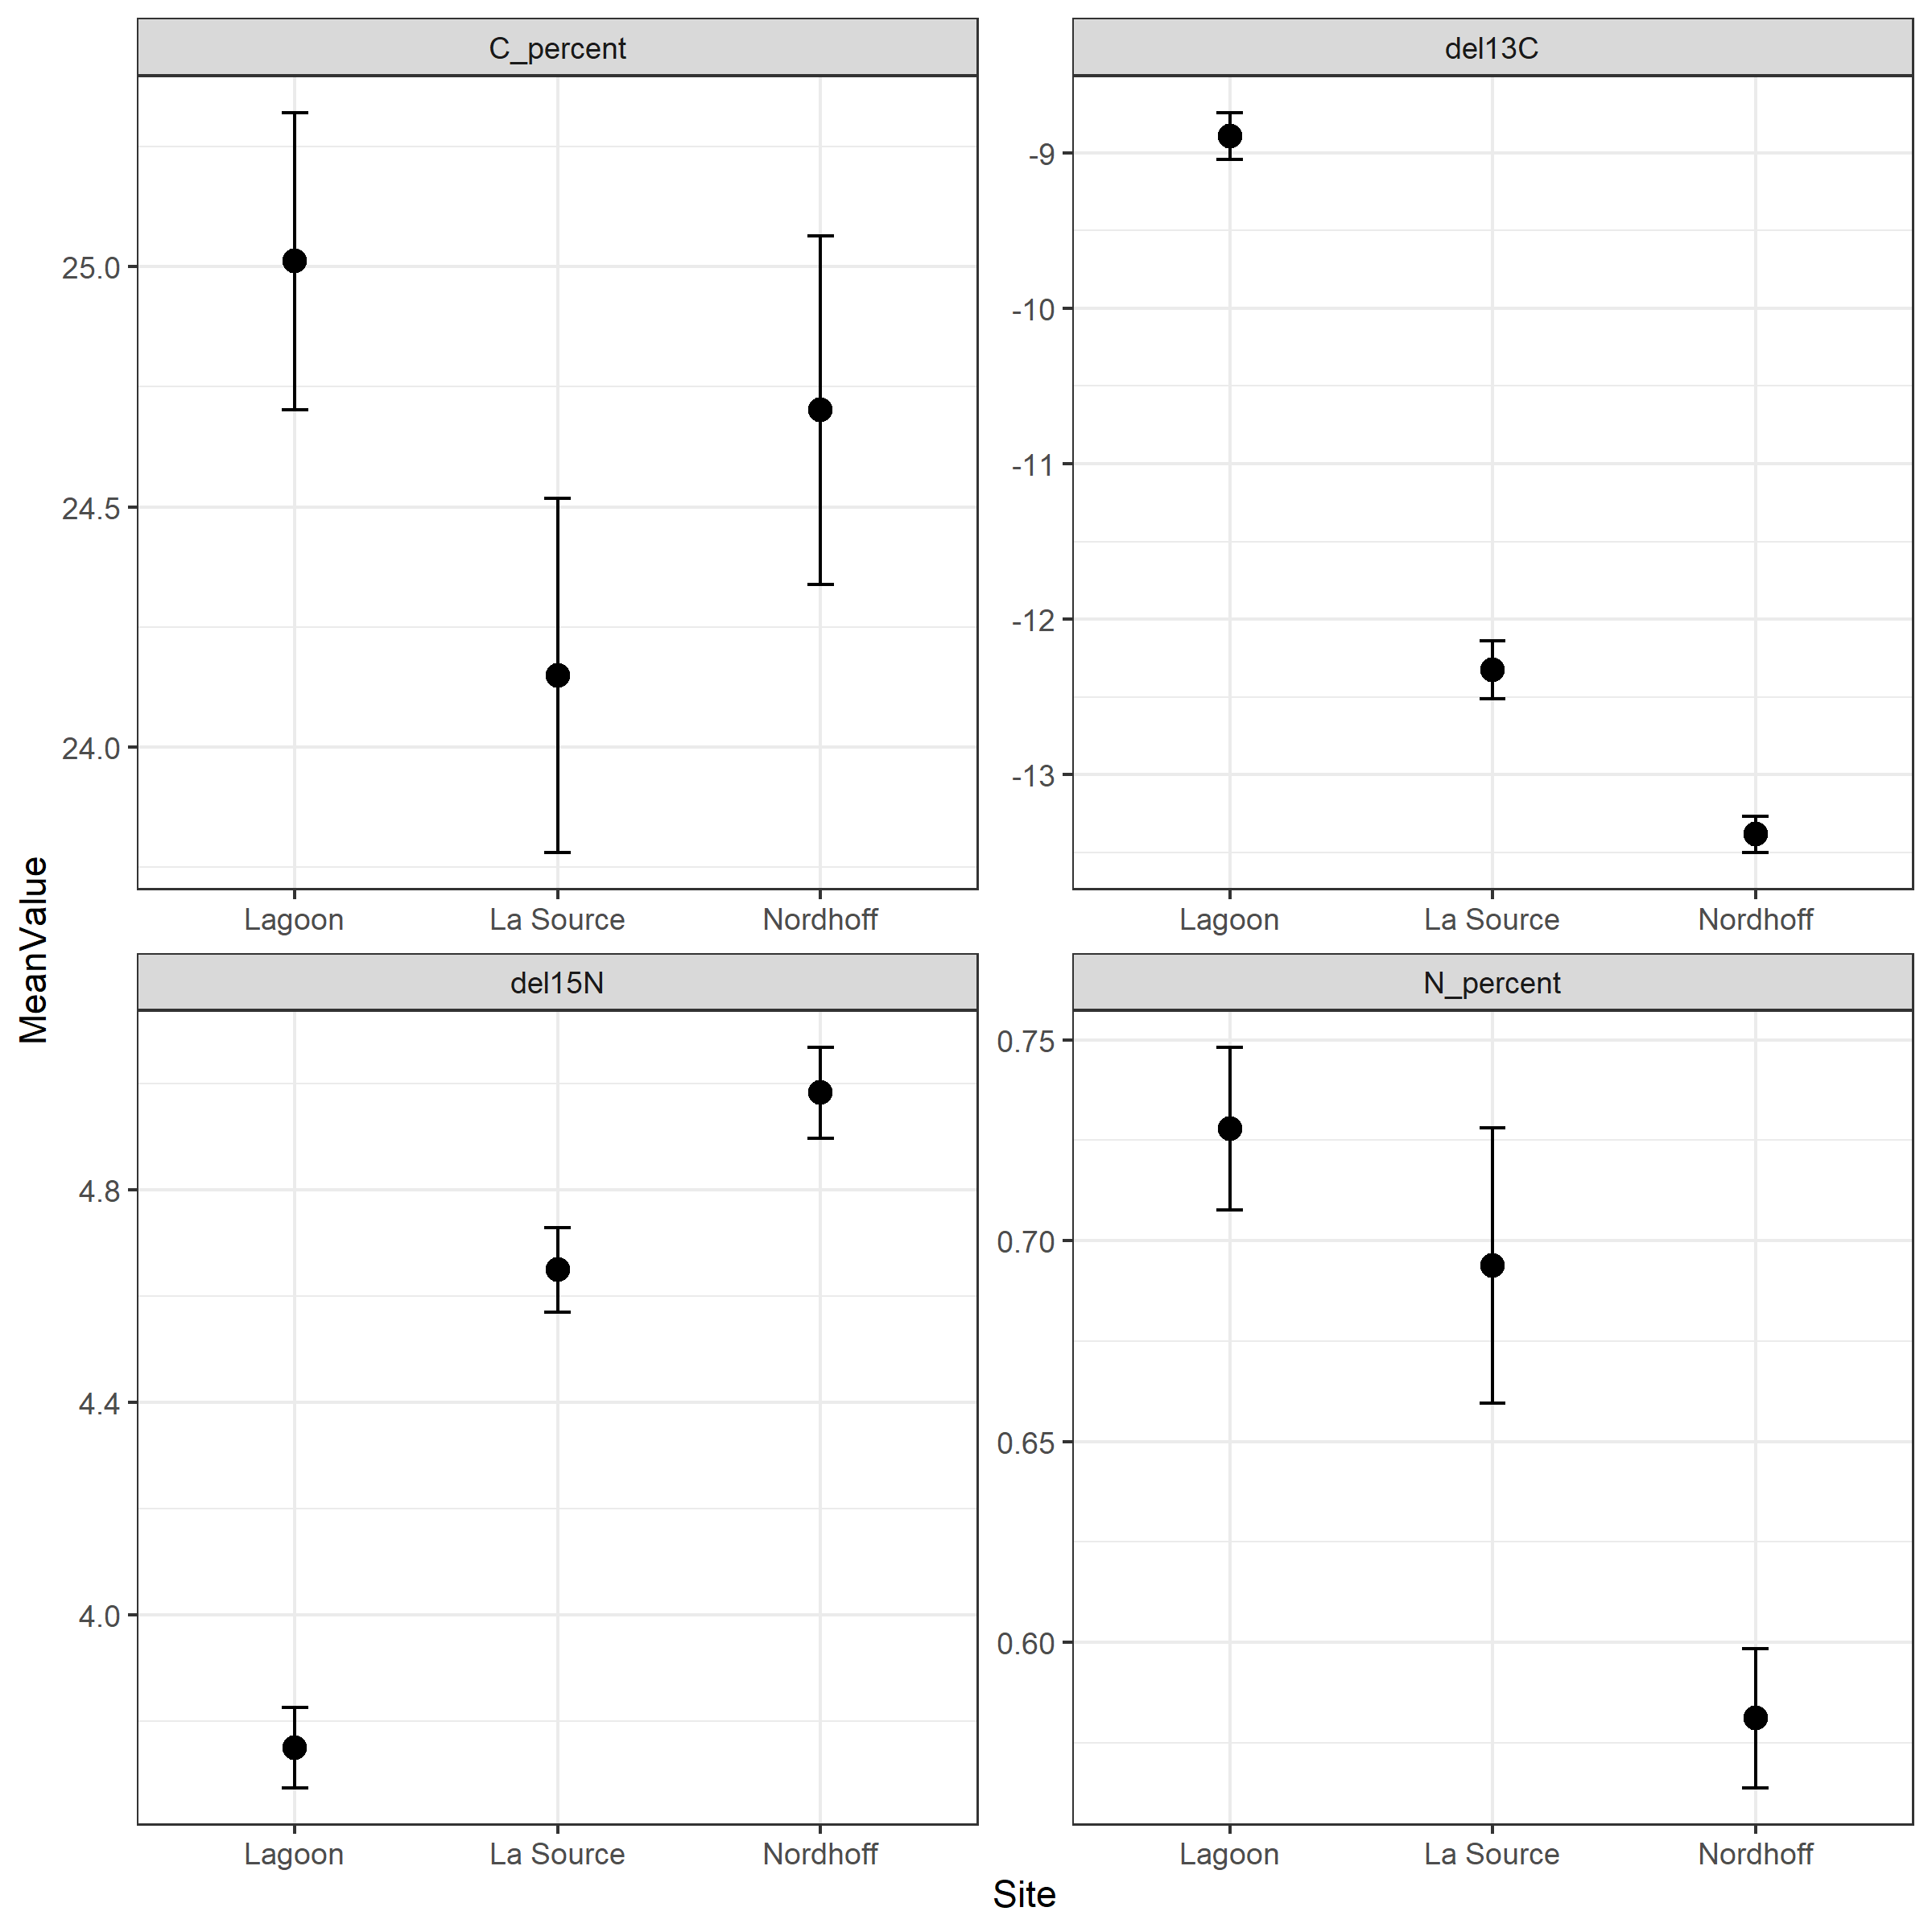 C_percent
del13C
25.0
24.5
24.0
-9
-10
-11
-12
-13
Lagoon La Source Nordhoff
Lagoon La Source Nordhoff
MeanValue
del15N
N_percent
4.8
4.4
4.0
0.75
0.70
0.65
0.60
Lagoon La Source Nordhoff
Lagoon La Source Nordhoff
Site